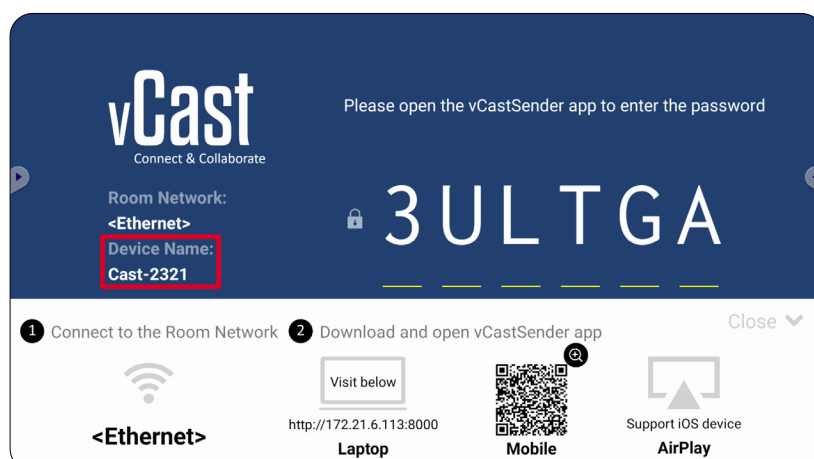 vCast
Connect & Collaborate
Please open the vCastSender app to enter the password
Room Network:
<Ethernet>
Device Name:
Cast-2321
3ULTGA
1 Connect to the Room Network
2 Download and open vCastSender app
Close
<Ethernet>
Visit below
http://172.21.6.113:8000
Laptop
Mobile
Support iOS device
AirPlay